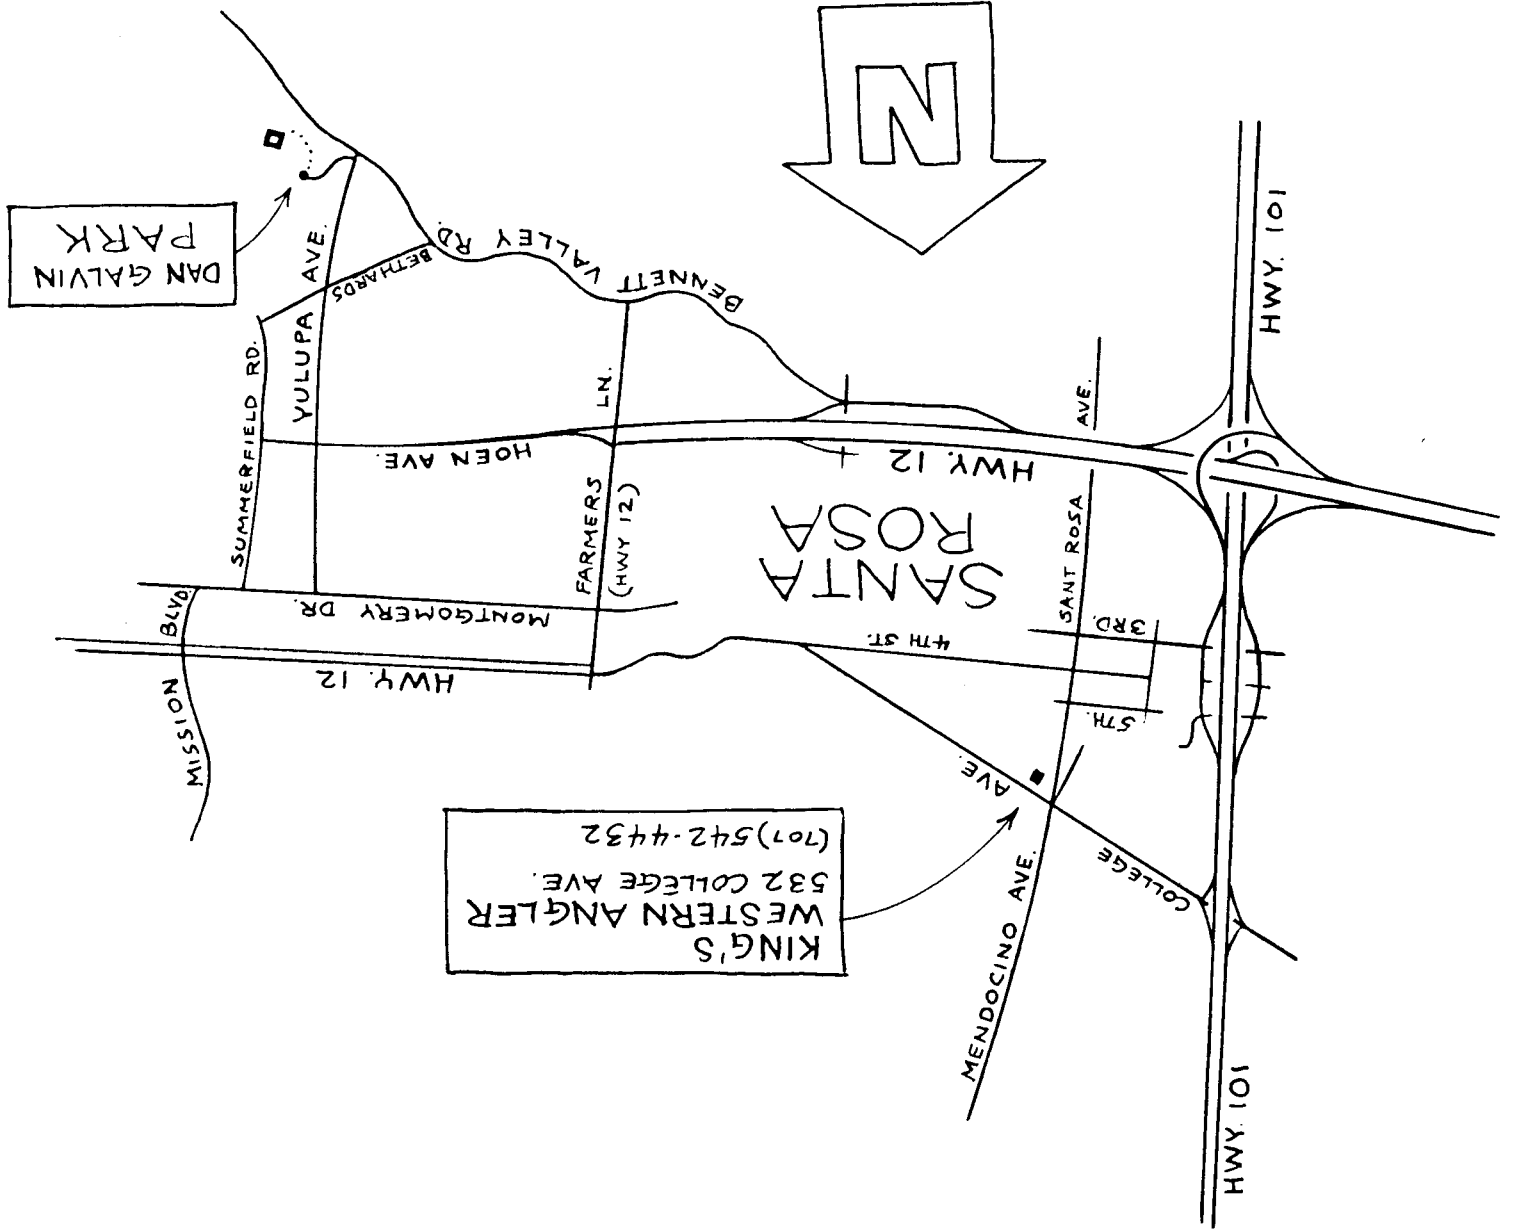 HWY. 101
MENDOCINO AVE.
KING'S
WESTERN ANGLER
532 COLLEGE AVE.
(707) 542-4432
COLLEGE
AVE.
MISSION
BLVD.
5TH.
HWY. 12
4TH ST.
3RD.
MONTGOMERY DR.
SANTA
ROSA
SANT ROSA
AVE.
FARMERS
LN.
(HWY 12)
SUMMERFIELD RD.
YULUPA AVE.
HWY. 12
HOEN AVE.
BENNETT VALLEY RD.
BETHARDS
HWY. 101
DAN GALVIN
PARK
N